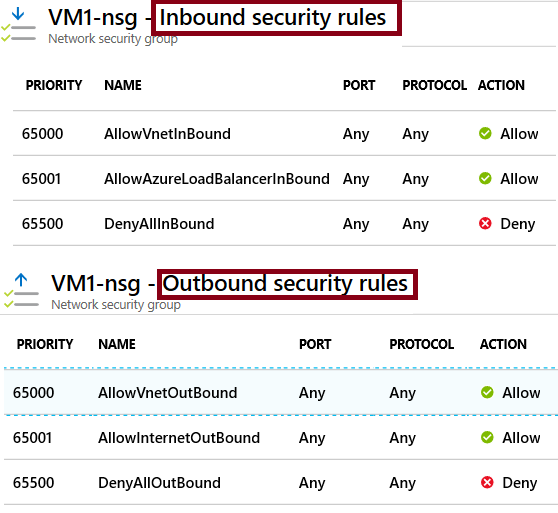 VM1-nsg - Inbound security rules
Network security group
PRIORITY NAME PORT PROTOCOL ACTION
65000 AllowVnetInBound Any Any Allow
65001 AllowAzureLoadBalancerInBound Any Any Allow
65500 DenyAllInBound Any Any Deny
VM1-nsg - Outbound security rules
Network security group
PRIORITY NAME PORT PROTOCOL ACTION
65000 AllowVnetOutBound Any Any Allow
65001 AllowInternetOutBound Any Any Allow
65500 DenyAllOutBound Any Any Deny